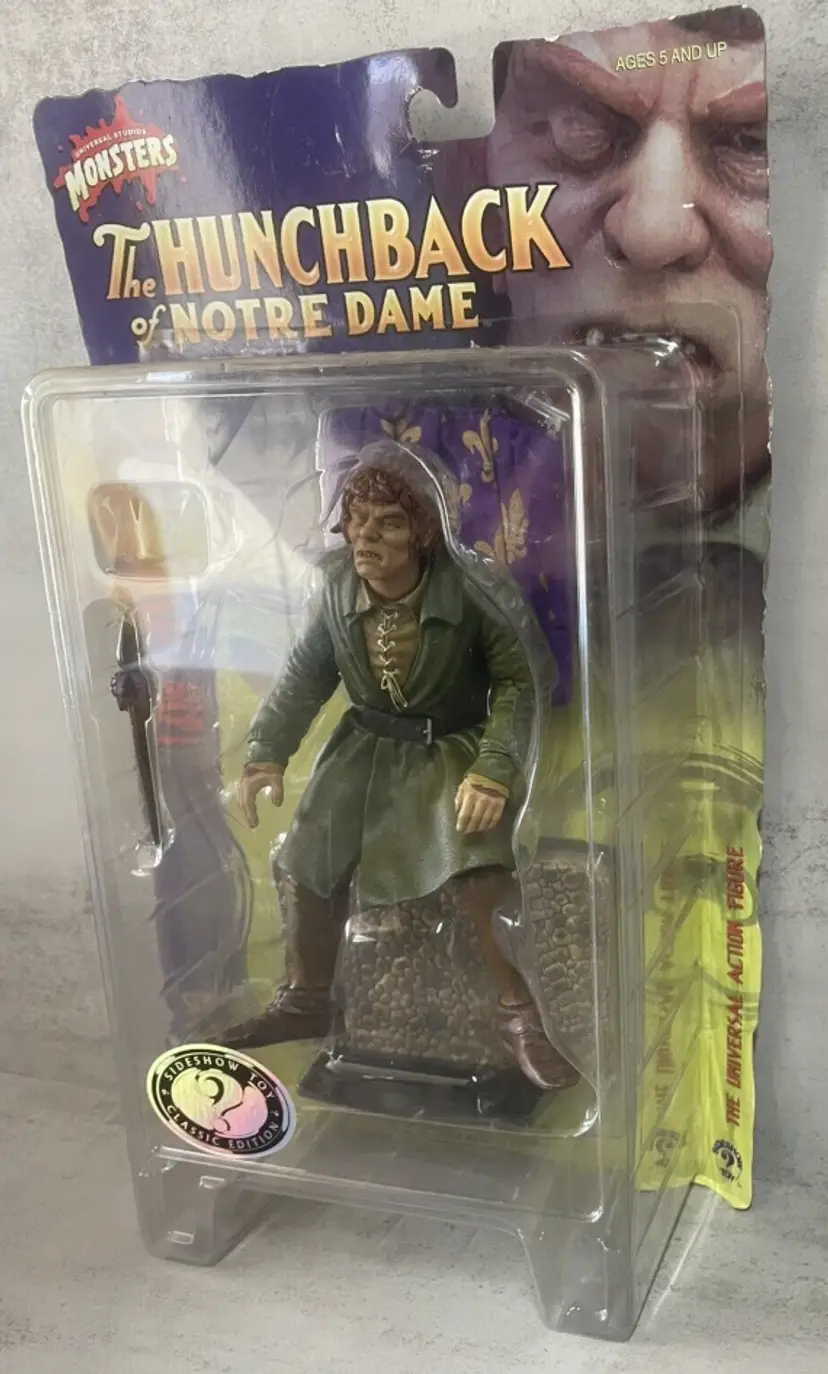 AGES 5 AND UP
UNIVERSAL STUDIOS
MONSTERS
The HUNCHBACK
of NOTRE DAME
SIDESHOW TOY
?
CLASSIC EDITION
THE UNIVERSAL ACTION FIGURE